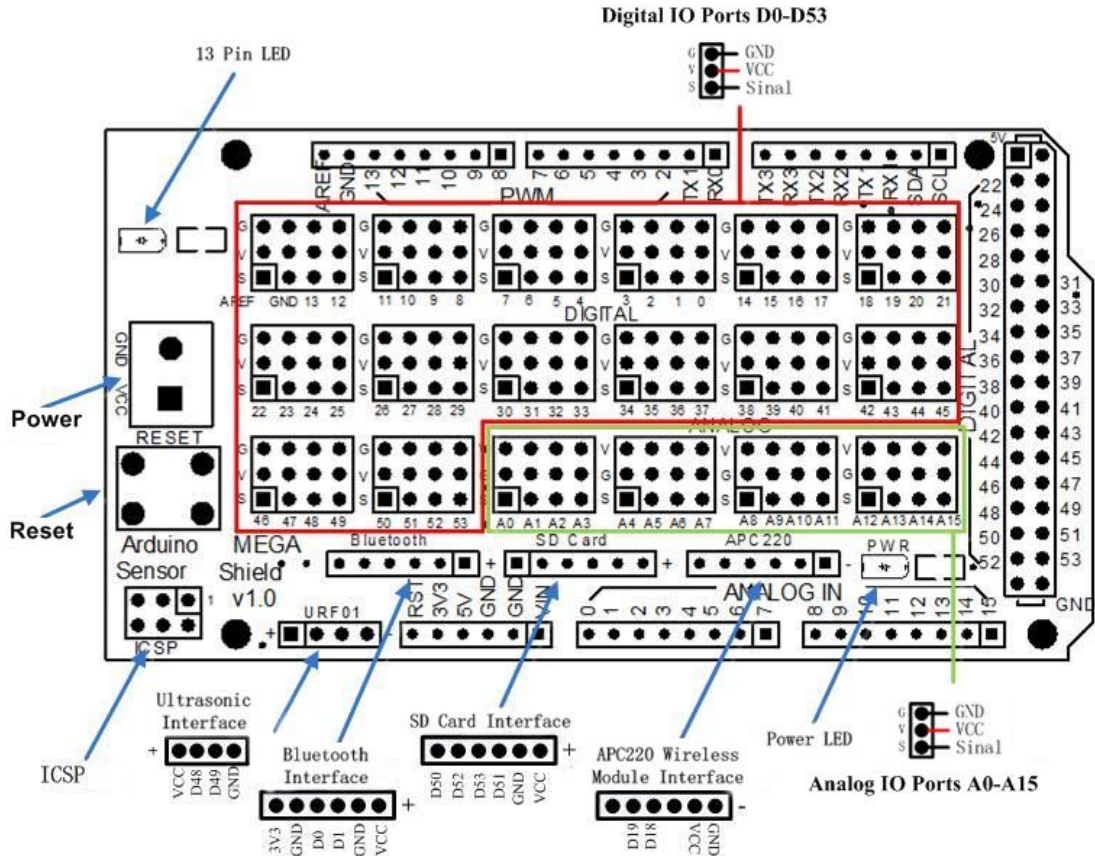 Digital IO Ports D0-D53
G GND
V VCC
S Sinal
13 Pin LED
5V
AREF GND 13 12 11 10 9 8
7 6 5 4 3 2 TX1 RX0
TX3 RX3 TX2 RX2 TX1 RX1 SDA SCL
PWM
22
24
26
28
30
32
34
36
38
40
42
44
46
48
50
52
31
33
35
37
39
41
43
45
47
49
51
53
GND
DIGITAL
G G G G G G
V V V V V V
S S S S S S
AREF GND 13 12 11 10 9 8 7 6 5 4 3 2 1 0 14 15 16 17 18 19 20 21
DIGITAL
G G G G G G
V V V V V V
S S S S S S
22 23 24 25 26 27 28 29 30 31 32 33 34 35 36 37 38 39 40 41 42 43 44 45
ANALOG
G G V V V
V V G G G
S S S S S
46 47 48 49 50 51 52 53 A0 A1 A2 A3 A4 A5 A6 A7 A8 A9 A10 A11 A12 A13 A14 A15
GND
VCC
Power
RESET
Reset
Arduino MEGA
Sensor Shield
v1.0
1
ICSP
Bluetooth + SD Card + APC220 - PWR
URF01
+ -
RST 3V3 5V GND GND VIN
ANALOG IN
0 1 2 3 4 5 6 7
8 9 10 11 12 13 14 15
ICSP
Ultrasonic
Interface
+
VCC D48 D49 GND
Bluetooth
Interface
+
3V3 GND D0 D1 GND VCC
SD Card Interface
+
D50 D52 D53 D51 GND VCC
APC220 Wireless
Module Interface
-
D19 D18 VCC GND
Power LED
G GND
V VCC
S Sinal
Analog IO Ports A0-A15